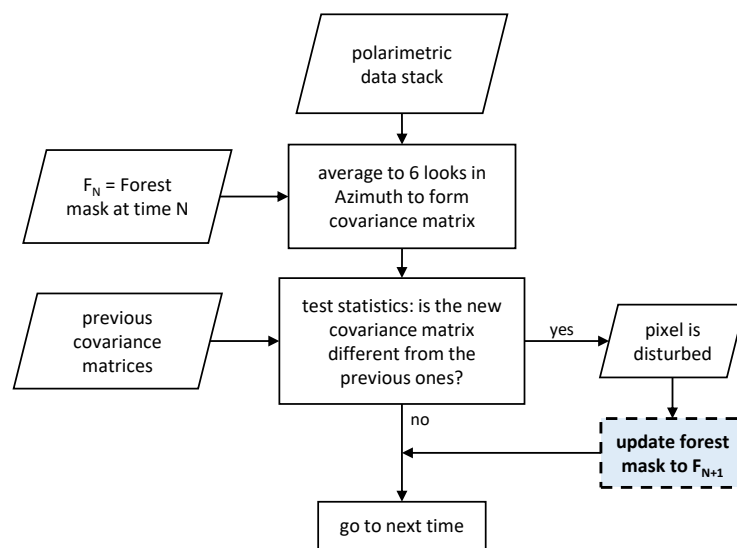 polarimetric
data stack
F_N = Forest
mask at time N
average to 6 looks in
Azimuth to form
covariance matrix
previous
covariance
matrices
test statistics: is the new
covariance matrix
different from the
previous ones?
yes
pixel is
disturbed
no
update forest
mask to F_N+1
go to next time